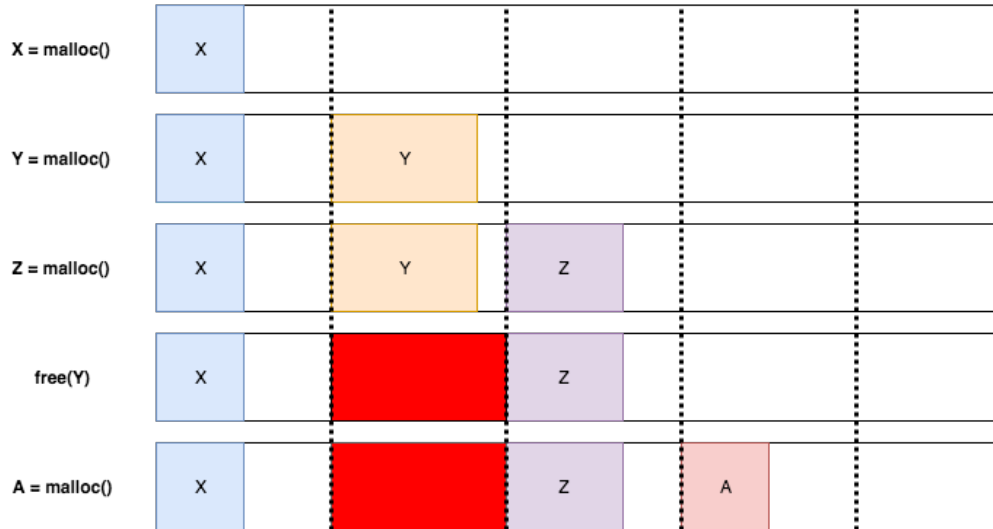 X = malloc()
X
Y = malloc()
X
Y
Z = malloc()
X
Y
Z
free(Y)
X
Z
A = malloc()
X
Z
A